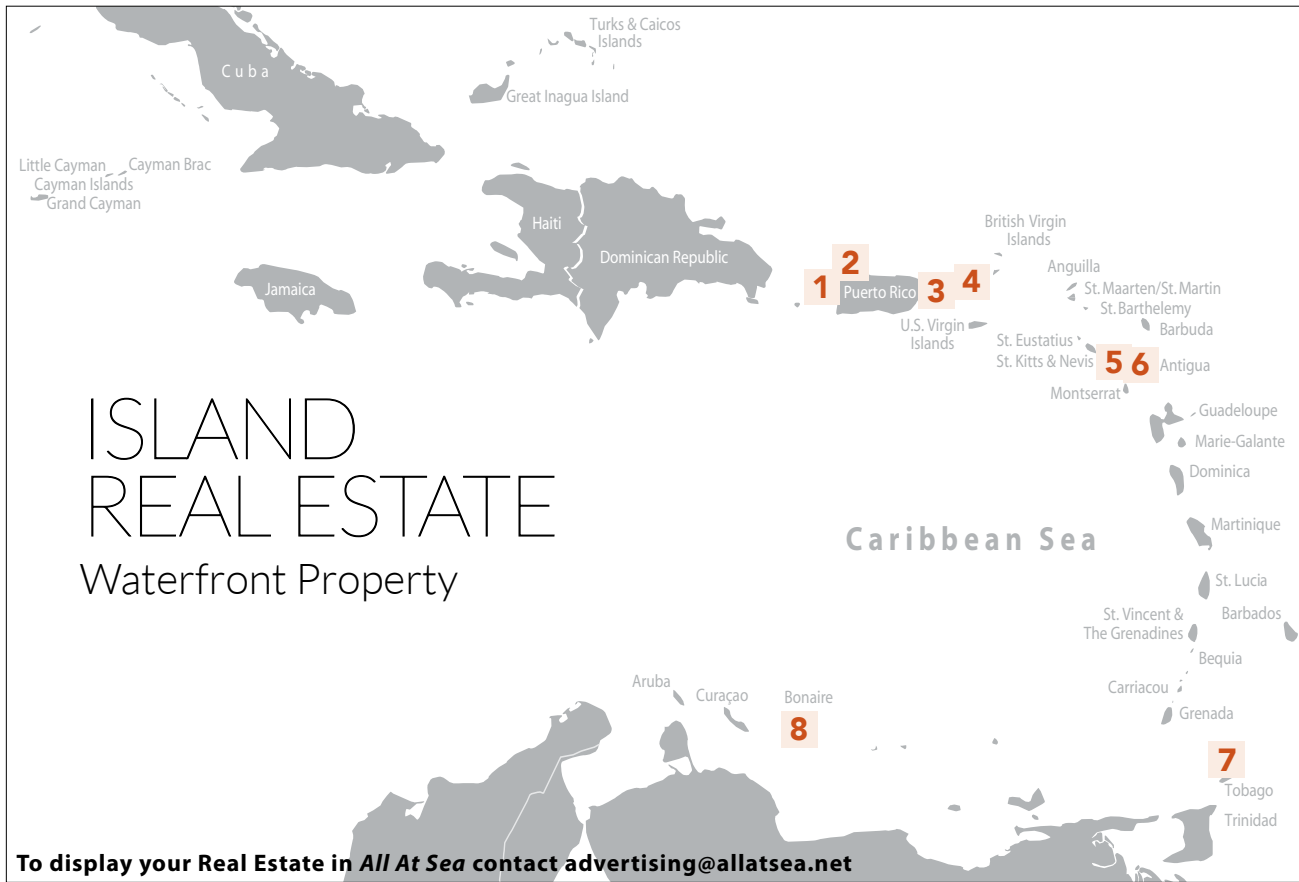 Turks & Caicos
Islands
Cuba
Great Inagua Island
Little Cayman
Cayman Brac
Cayman Islands
Grand Cayman
Haiti
Dominican Republic
Jamaica
British Virgin
Islands
2
1
Puerto Rico
3
4
U.S. Virgin
Islands
Anguilla
St. Maarten/St. Martin
St. Barthelemy
Barbuda
St. Eustatius
St. Kitts & Nevis
5
6
Antigua
Montserrat
Guadeloupe
Marie-Galante
Dominica
ISLAND
REAL ESTATE
Waterfront Property
Caribbean Sea
Martinique
St. Lucia
St. Vincent &
The Grenadines
Barbados
Bequia
Carriacou
Grenada
Aruba
Curaçao
Bonaire
8
7
Tobago
Trinidad
To display your Real Estate in All At Sea contact advertising@allatsea.net